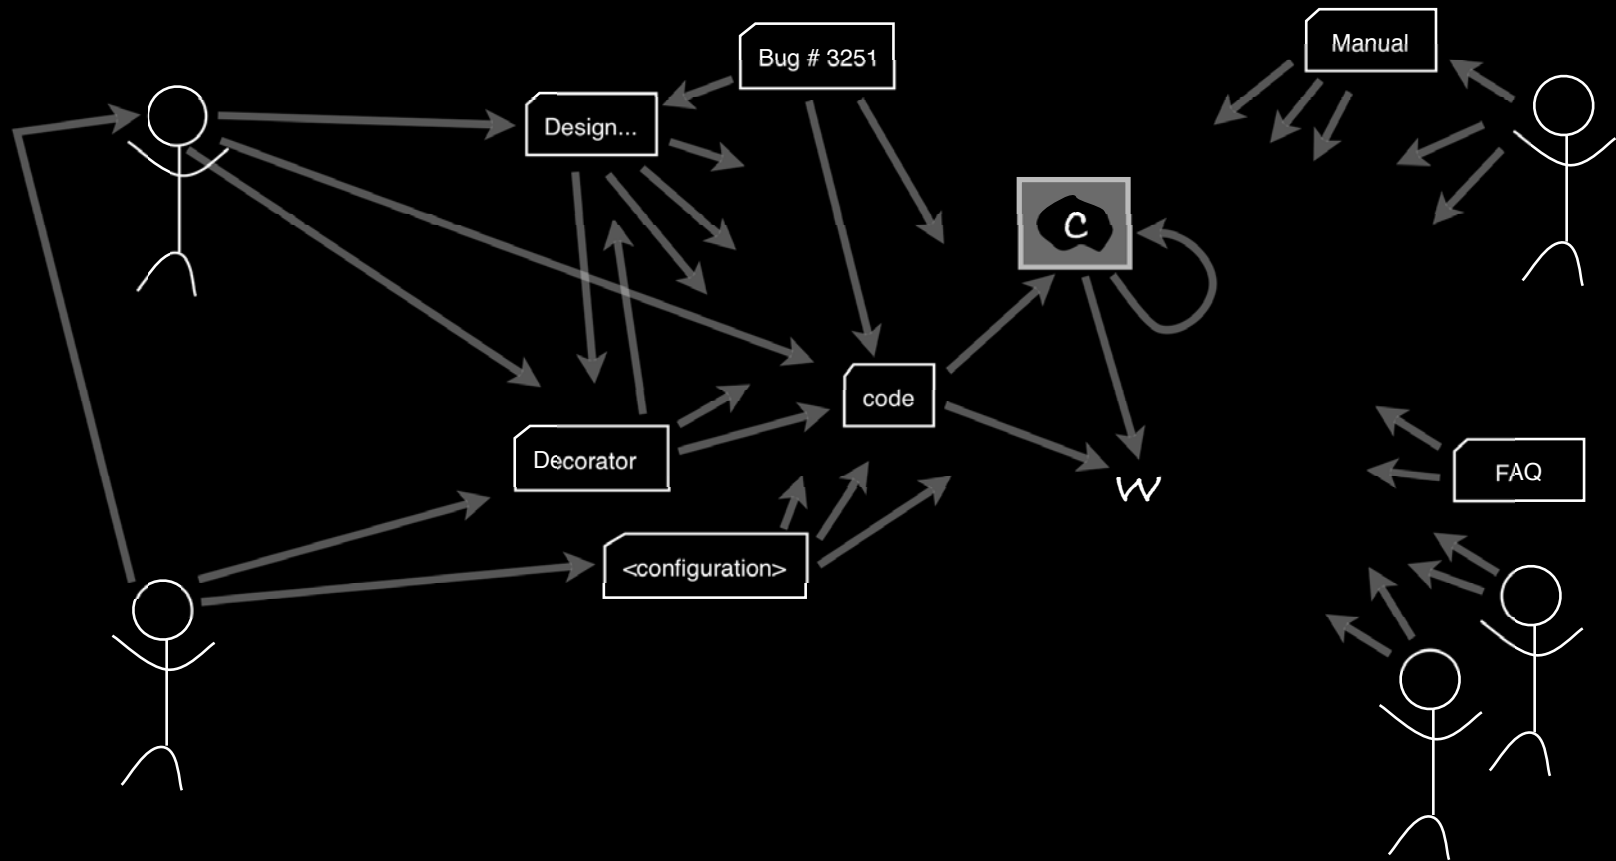 Bug # 3251
Manual
Design...
C
code
Decorator
W
FAQ
<configuration>